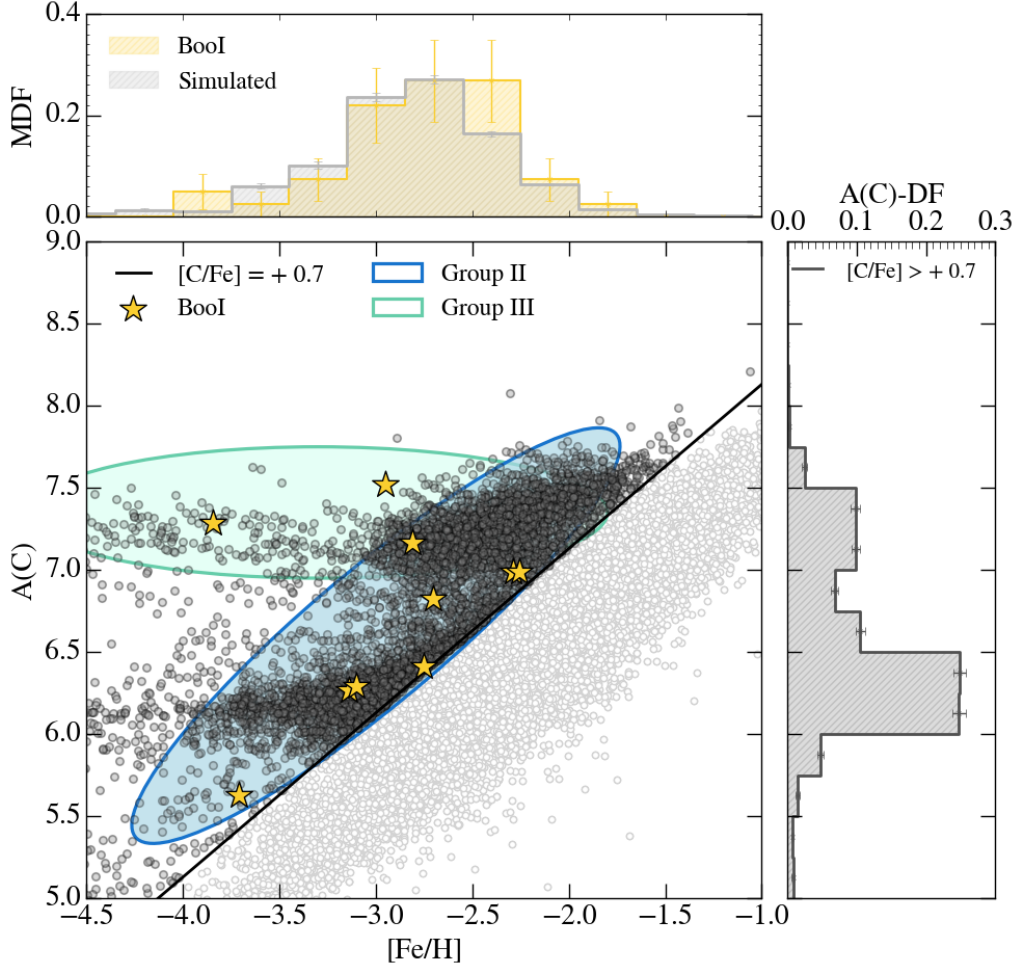 0.4
0.2
0.0
MDF
BooI
Simulated
A(C)-DF
0.0 0.1 0.2 0.3
[C/Fe] > + 0.7
[C/Fe] = + 0.7
BooI
Group II
Group III
9.0
8.5
8.0
7.5
7.0
6.5
6.0
5.5
5.0
A(C)
−4.5 −4.0 −3.5 −3.0 −2.5 −2.0 −1.5 −1.0
[Fe/H]